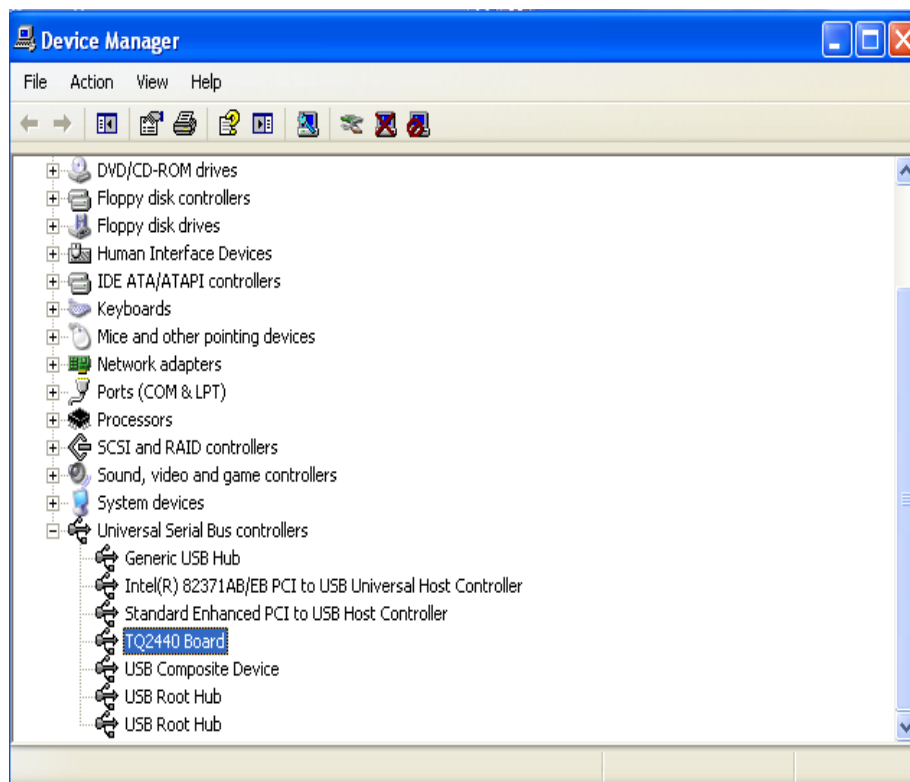 Device Manager
File Action View Help
DVD/CD-ROM drives
Floppy disk controllers
Floppy disk drives
Human Interface Devices
IDE ATA/ATAPI controllers
Keyboards
Mice and other pointing devices
Network adapters
Ports (COM & LPT)
Processors
SCSI and RAID controllers
Sound, video and game controllers
System devices
Universal Serial Bus controllers
Generic USB Hub
Intel(R) 82371AB/EB PCI to USB Universal Host Controller
Standard Enhanced PCI to USB Host Controller
TQ2440 Board
USB Composite Device
USB Root Hub
USB Root Hub